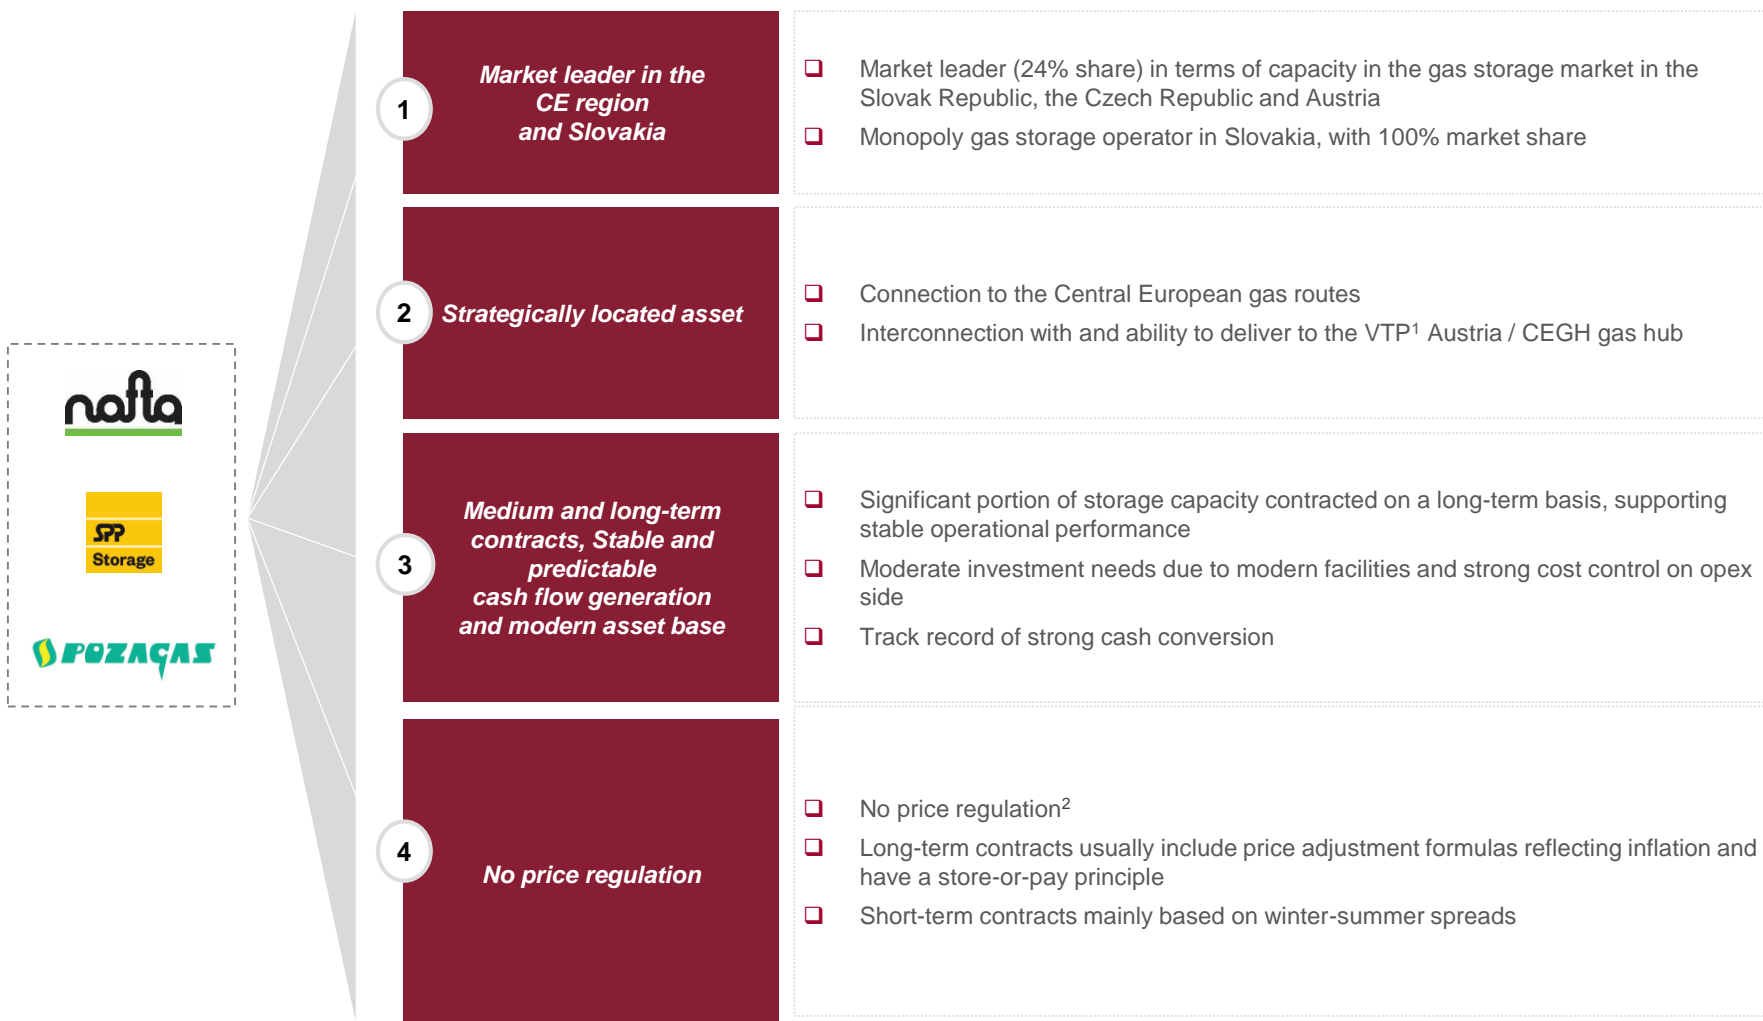 nafta
SPP
Storage
POZAGAS
1
Market leader in the
CE region
and Slovakia
❑ Market leader (24% share) in terms of capacity in the gas storage market in the
Slovak Republic, the Czech Republic and Austria
❑ Monopoly gas storage operator in Slovakia, with 100% market share
2
Strategically located asset
❑ Connection to the Central European gas routes
❑ Interconnection with and ability to deliver to the VTP¹ Austria / CEGH gas hub
3
Medium and long-term
contracts, Stable and
predictable
cash flow generation
and modern asset base
❑ Significant portion of storage capacity contracted on a long-term basis, supporting
stable operational performance
❑ Moderate investment needs due to modern facilities and strong cost control on opex
side
❑ Track record of strong cash conversion
4
No price regulation
❑ No price regulation²
❑ Long-term contracts usually include price adjustment formulas reflecting inflation and
have a store-or-pay principle
❑ Short-term contracts mainly based on winter-summer spreads